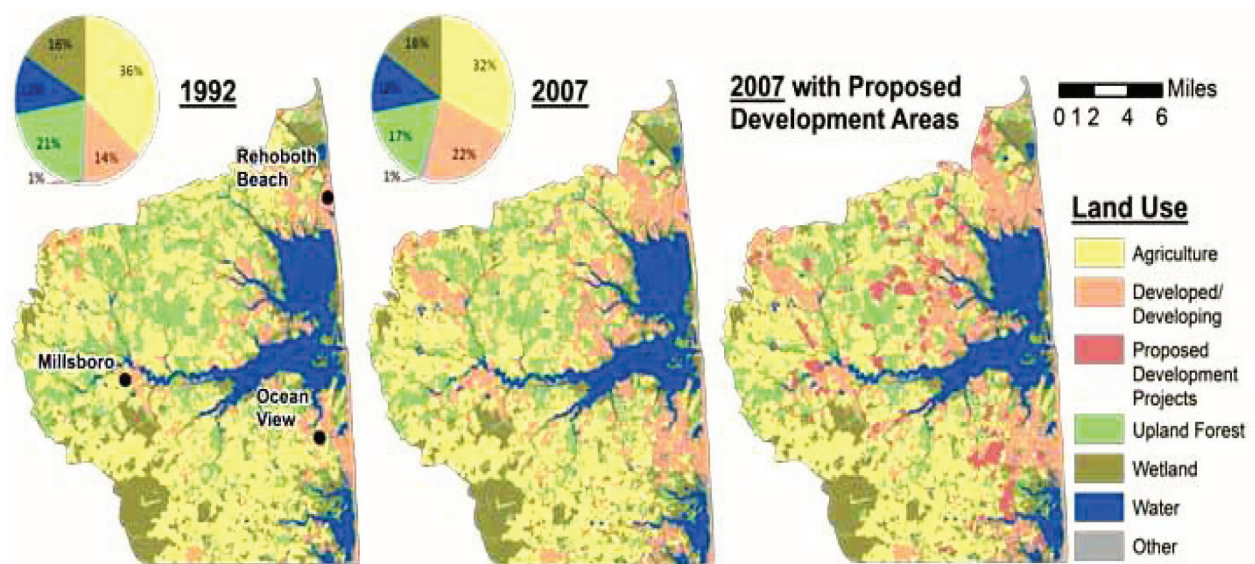 16%
36%
12%
21%
14%
1%
1992
Rehoboth
Beach
Millsboro
Ocean
View
16%
32%
12%
17%
22%
1%
2007
2007 with Proposed
Development Areas
Miles
0 1 2 4 6
Land Use
Agriculture
Developed/
Developing
Proposed
Development
Projects
Upland Forest
Wetland
Water
Other